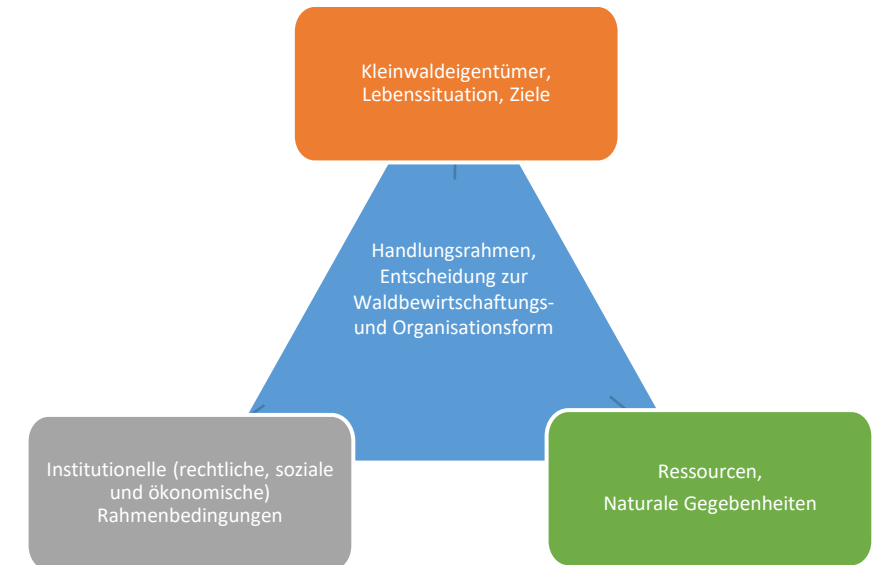 Kleinwaldeigentümer,
Lebenssituation, Ziele
Handlungsrahmen,
Entscheidung zur
Waldbewirtschaftungs-
und Organisationsform
Institutionelle (rechtliche, soziale
und ökonomische)
Rahmenbedingungen
Ressourcen,
Naturale Gegebenheiten